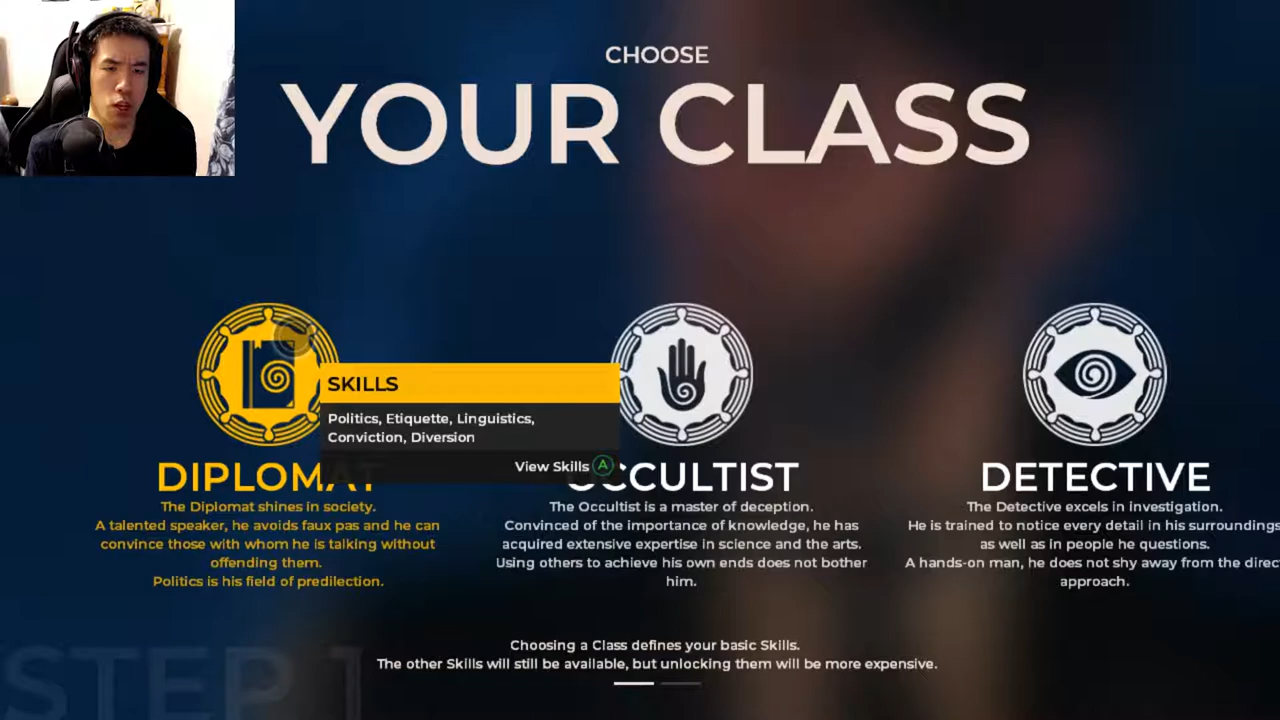 CHOOSE
YOUR CLASS
SKILLS
Politics, Etiquette, Linguistics,
Conviction, Diversion
View Skills A
DIPLOMAT
The Diplomat shines in society.
A talented speaker, he avoids faux pas and he can
convince those with whom he is talking without
offending them.
Politics is his field of predilection.
OCCULTIST
The Occultist is a master of deception.
Convinced of the importance of knowledge, he has
acquired extensive expertise in science and the arts.
Using others to achieve his own ends does not bother
him.
DETECTIVE
The Detective excels in investigation.
He is trained to notice every detail in his surroundings
as well as in people he questions.
A hands-on man, he does not shy away from the direc
approach.
Choosing a Class defines your basic Skills.
The other Skills will still be available, but unlocking them will be more expensive.
STEP 1